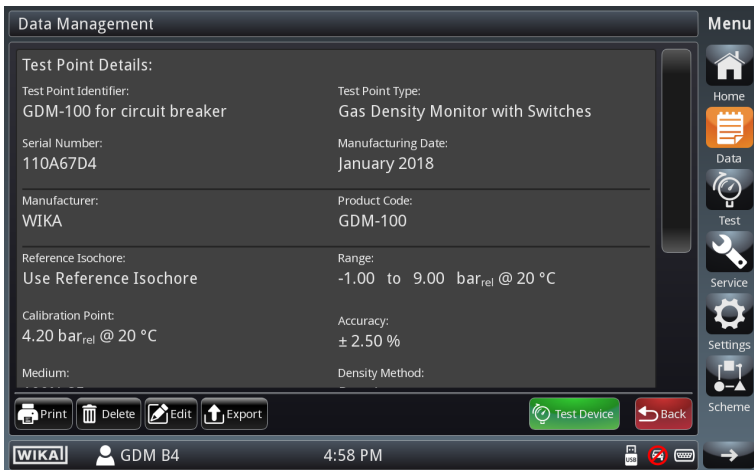 Data Management
Menu
Test Point Details:
Test Point Identifier:
GDM-100 for circuit breaker
Test Point Type:
Gas Density Monitor with Switches
Serial Number:
110A67D4
Manufacturing Date:
January 2018
Manufacturer:
WIKA
Product Code:
GDM-100
Reference Isochore:
Use Reference Isochore
Range:
-1.00 to 9.00 barrel @ 20 °C
Calibration Point:
4.20 barrel @ 20 °C
Accuracy:
± 2.50 %
Medium:
Density Method:
Home
Data
Test
Service
Settings
Scheme
Print
Delete
Edit
Export
Test Device
Back
WIKA
GDM B4
4:58 PM
USB